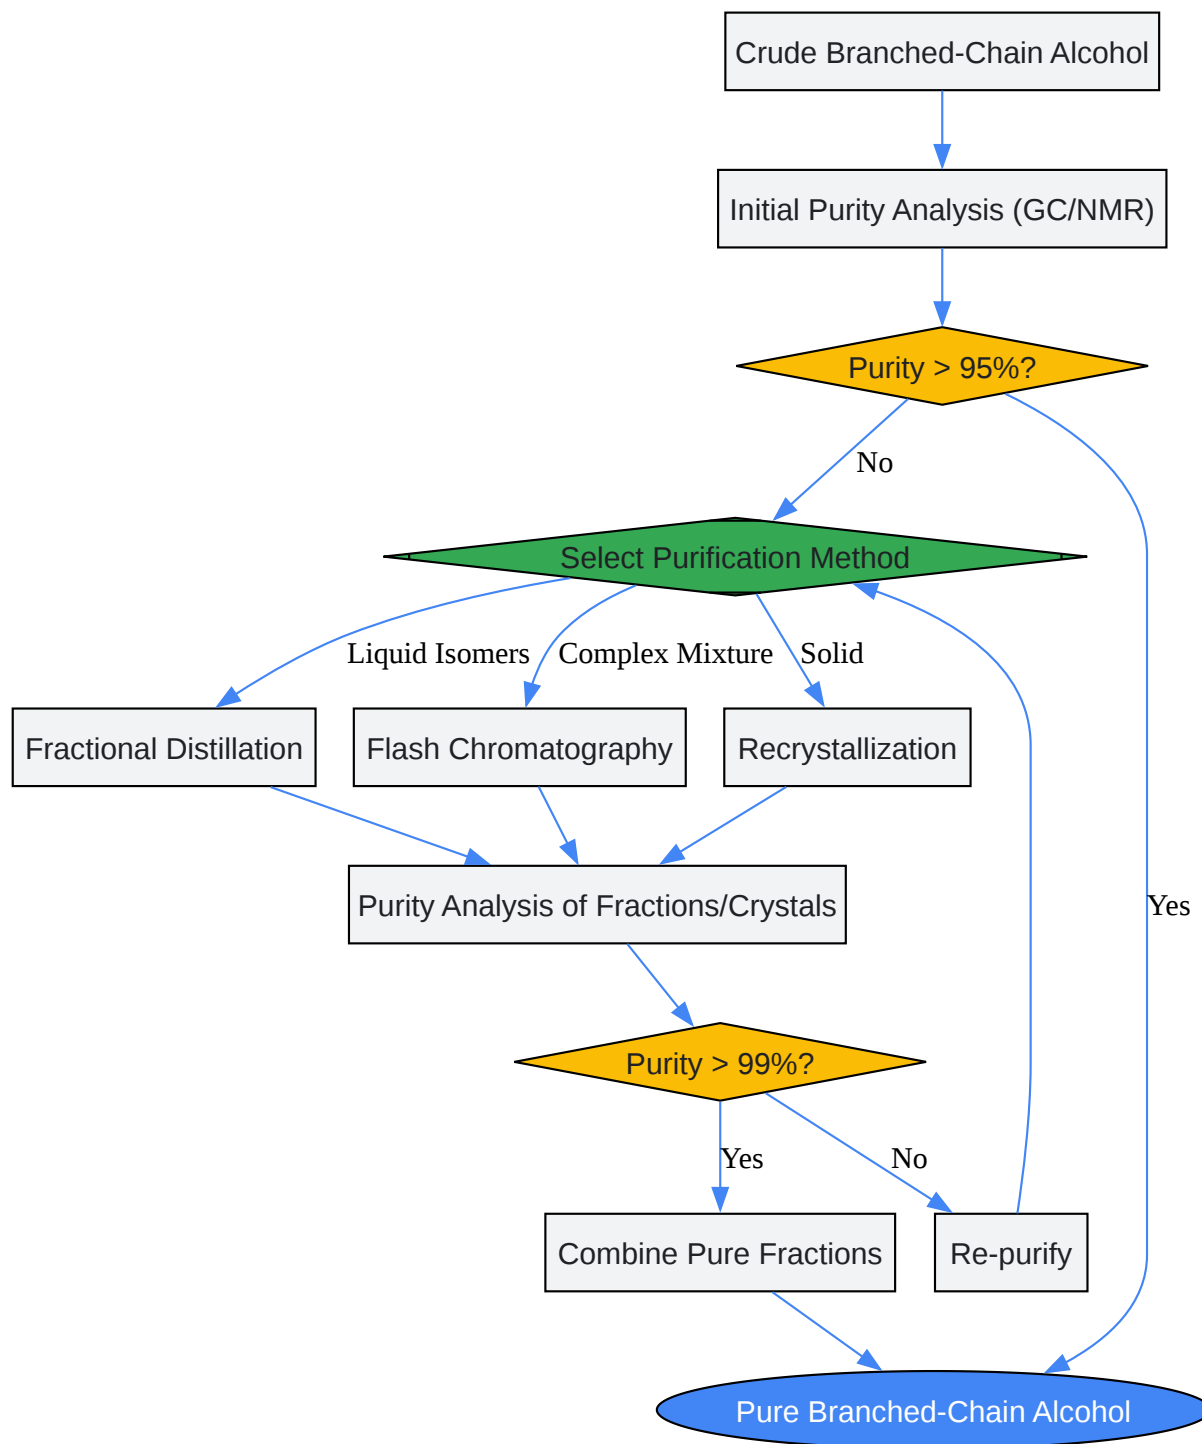 Crude Branched-Chain Alcohol
Initial Purity Analysis (GC/NMR)
Purity > 95%?
No
Select Purification Method
Liquid Isomers
Complex Mixture
Solid
Fractional Distillation
Flash Chromatography
Recrystallization
Purity Analysis of Fractions/Crystals
Yes
Purity > 99%?
Yes
No
Combine Pure Fractions
Re-purify
Pure Branched-Chain Alcohol